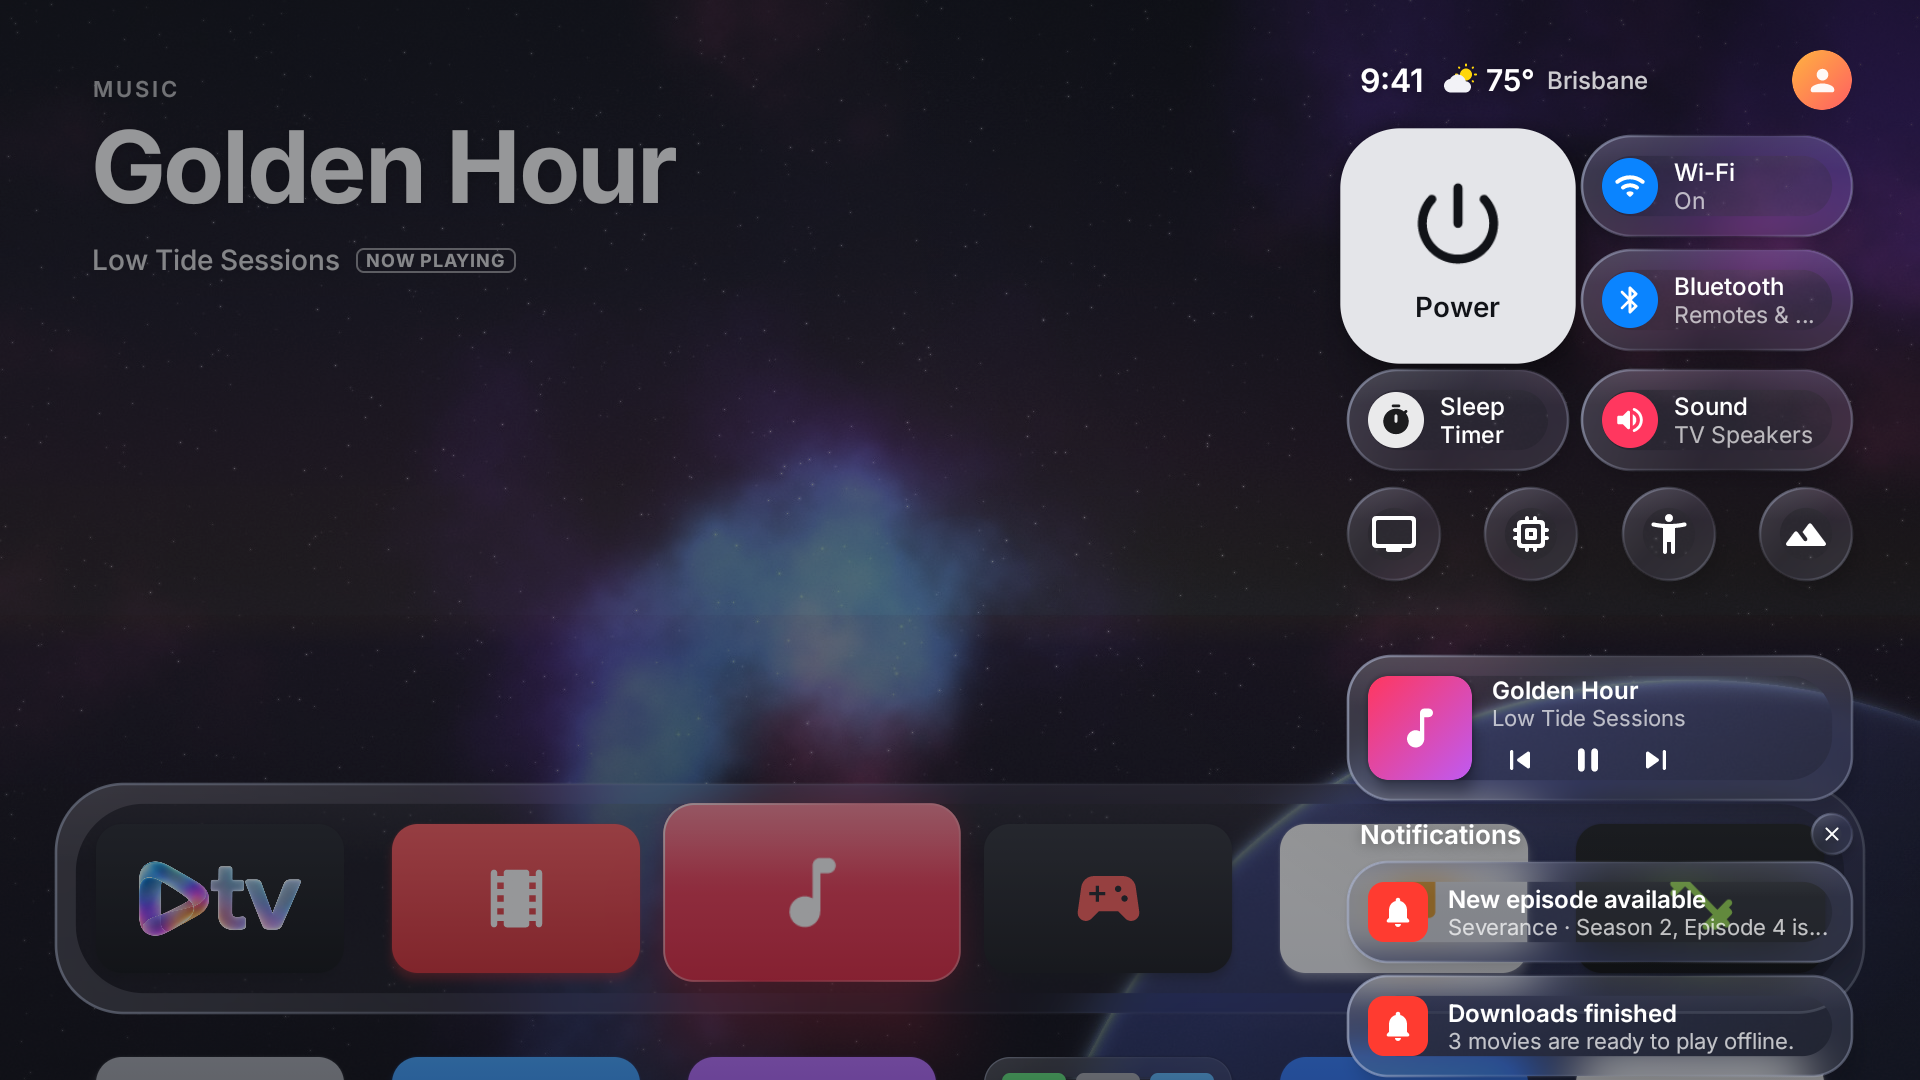 MUSIC
Golden Hour
Low Tide Sessions NOW PLAYING
9:41 75° Brisbane
Power
Wi-Fi
On
Bluetooth
Remotes & ...
Sleep
Timer
Sound
TV Speakers
Golden Hour
Low Tide Sessions
tv
Notifications
New episode available
Severance · Season 2, Episode 4 is...
Downloads finished
3 movies are ready to play offline.